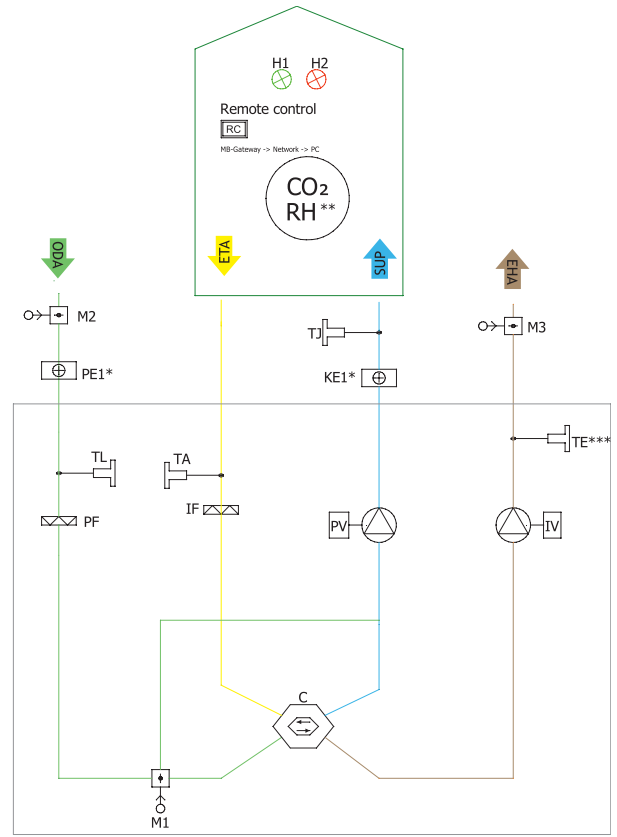 H1 H2
Remote control
RC
MB-Gateway -> Network -> PC
CO₂
RH**
ODA
ETA
SUP
EHA
M2
TJ
M3
PE1*
KE1*
TL
TA
TE***
IF
PF
PV
IV
C
M1